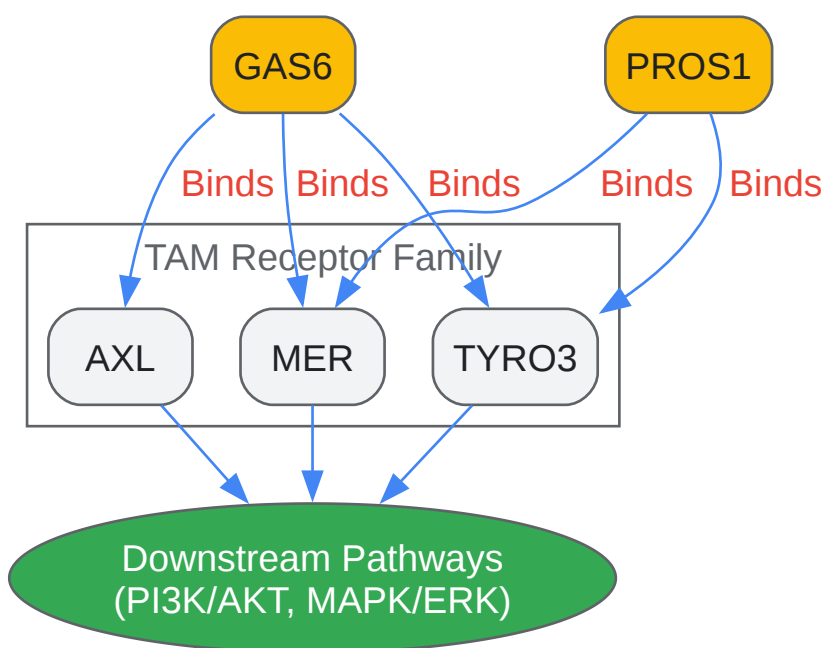 GAS6
PROS1
Binds
Binds
Binds
Binds
Binds
TAM Receptor Family
AXL
MER
TYRO3
Downstream Pathways
(PI3K/AKT, MAPK/ERK)